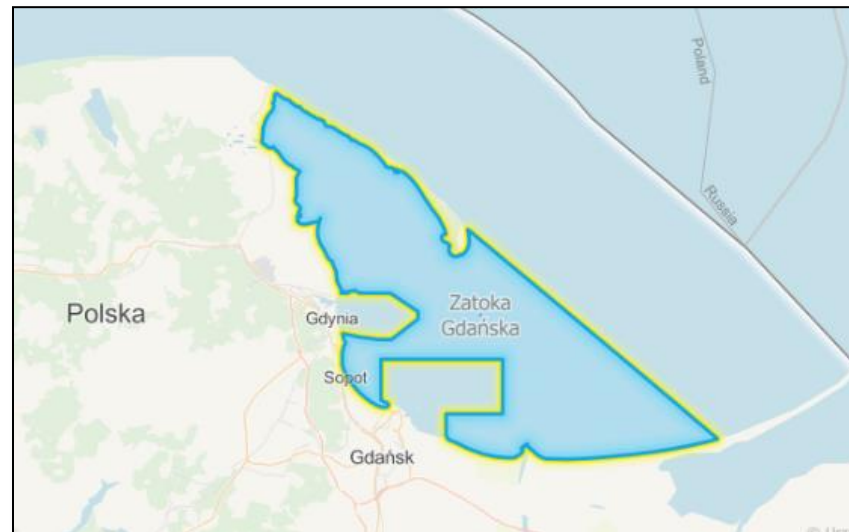 Poland
Russia
Polska
Gdynia
Zatoka
Gdańska
Sopot
Gdańsk